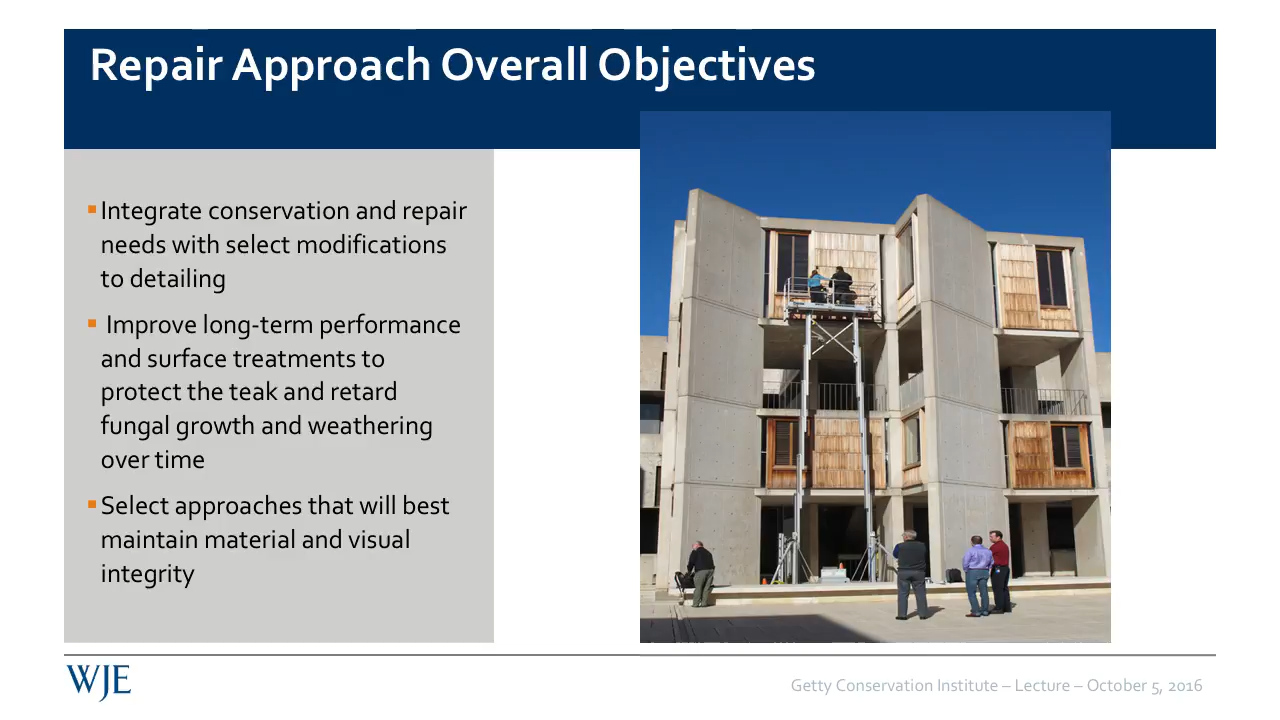 Repair Approach Overall Objectives
▪Integrate conservation and repair
needs with select modifications
to detailing
▪ Improve long-term performance
and surface treatments to
protect the teak and retard
fungal growth and weathering
over time
▪Select approaches that will best
maintain material and visual
integrity
WJE
Getty Conservation Institute – Lecture – October 5, 2016